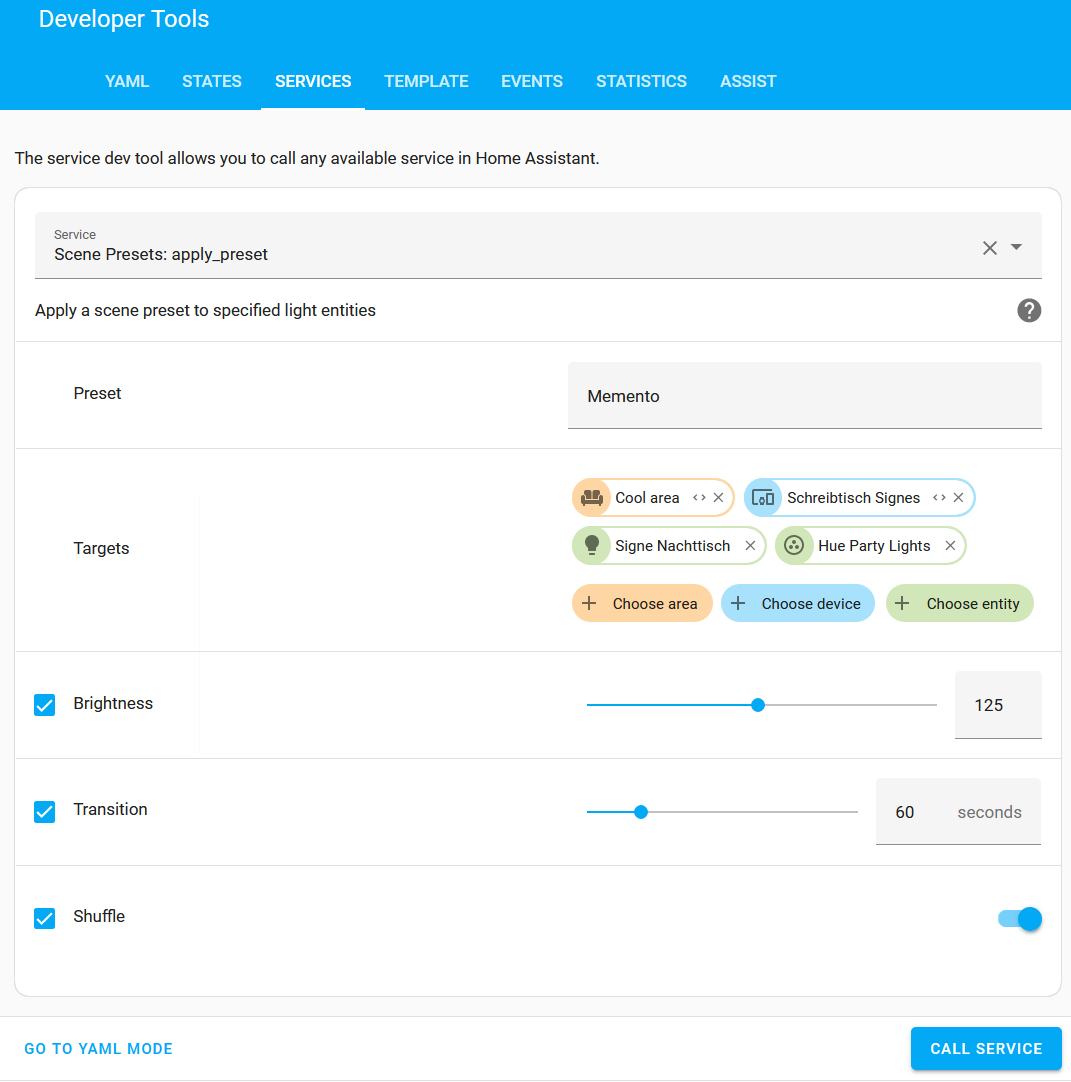 Developer Tools
YAML STATES SERVICES TEMPLATE EVENTS STATISTICS ASSIST
The service dev tool allows you to call any available service in Home Assistant.
Service
Scene Presets: apply_preset
Apply a scene preset to specified light entities
Preset
Memento
Targets
Cool area
Schreibtisch Signes
Signe Nachttisch
Hue Party Lights
Choose area
Choose device
Choose entity
Brightness
125
Transition
60 seconds
Shuffle
GO TO YAML MODE
CALL SERVICE